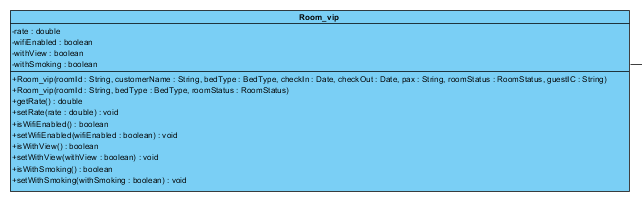 Room_vip
-rate : double
-wifiEnabled : boolean
-withView : boolean
-withSmoking : boolean
+Room_vip(roomId : String, customerName : String, bedType : BedType, checkIn : Date, checkOut : Date, pax : String, roomStatus : RoomStatus, guestIC : String)
+Room_vip(roomId : String, bedType : BedType, roomStatus : RoomStatus)
+getRate() : double
+setRate(rate : double) : void
+isWifiEnabled() : boolean
+setWifiEnabled(wifiEnabled : boolean) : void
+isWithView() : boolean
+setWithView(withView : boolean) : void
+isWithSmoking() : boolean
+setWithSmoking(withSmoking : boolean) : void